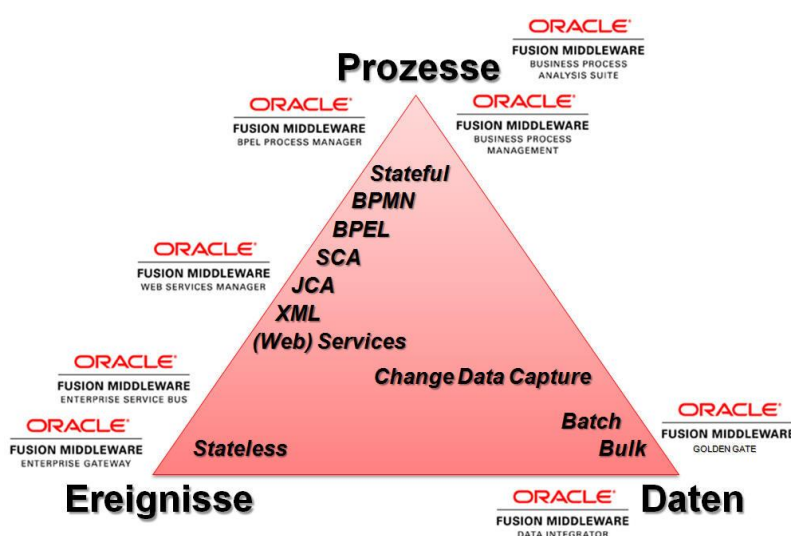 ORACLE
FUSION MIDDLEWARE
BUSINESS PROCESS
ANALYSIS SUITE
Prozesse
ORACLE
FUSION MIDDLEWARE
BPEL PROCESS MANAGER
ORACLE
FUSION MIDDLEWARE
BUSINESS PROCESS
MANAGEMENT
Stateful
BPMN
BPEL
SCA
JCA
XML
(Web) Services
ORACLE
FUSION MIDDLEWARE
WEB SERVICES MANAGER
Change Data Capture
ORACLE
FUSION MIDDLEWARE
ENTERPRISE SERVICE BUS
ORACLE
FUSION MIDDLEWARE
ENTERPRISE GATEWAY
Stateless
Batch
Bulk
ORACLE
FUSION MIDDLEWARE
GOLDEN GATE
Ereignisse
ORACLE
FUSION MIDDLEWARE
DATA INTEGRATOR
Daten